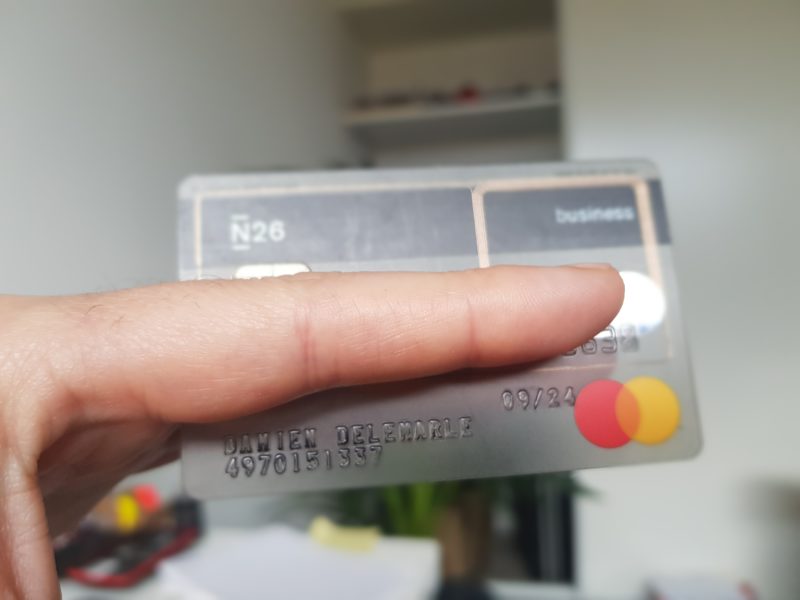 N26
business
09/24
DAMIEN DELEMARLE
4970151337